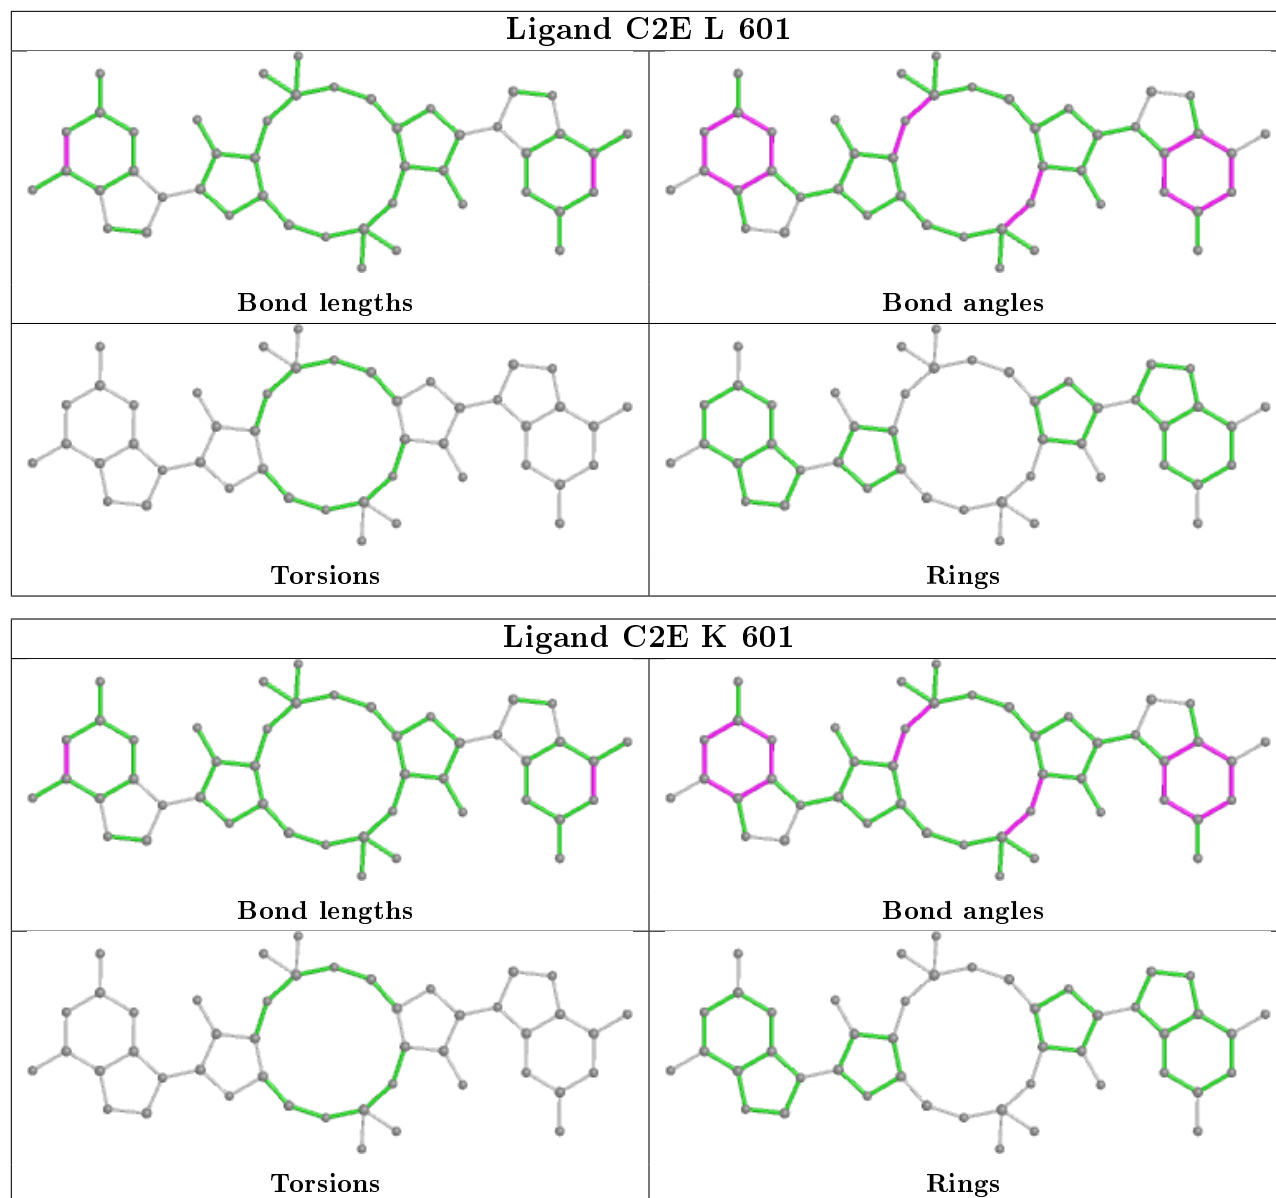 Ligand C2E L 601
Bond lengths
Bond angles
Torsions
Rings
Ligand C2E K 601
Bond lengths
Bond angles
Torsions
Rings